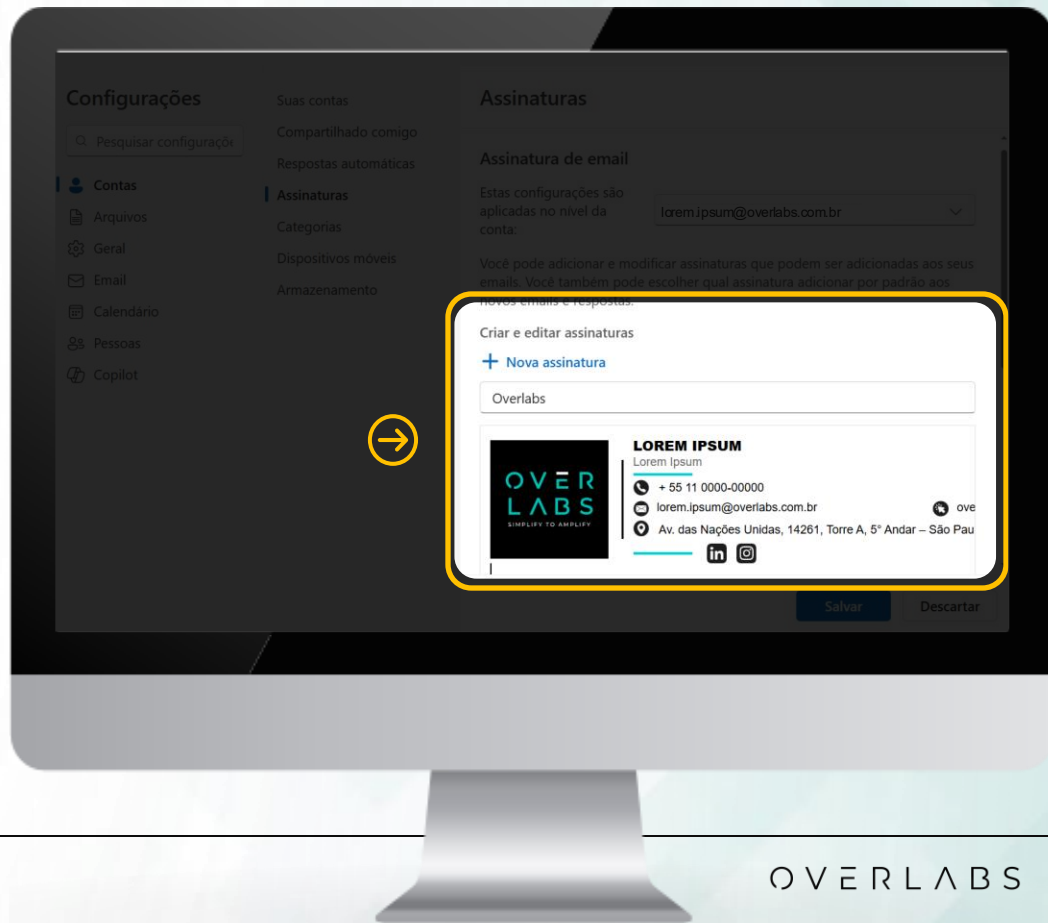 Configurações
Pesquisar configuraçõ
Contas
Arquivos
Geral
Email
Calendário
Pessoas
Copilot
Suas contas
Compartilhado comigo
Respostas automáticas
Assinaturas
Categorias
Dispositivos móveis
Armazenamento
Assinaturas
Assinatura de email
Estas configurações são
aplicadas no nível da
conta:
lorem.ipsum@overlabs.com.br
Você pode adicionar e modificar assinaturas que podem ser adicionadas aos seus
emails. Você também pode escolher qual assinatura adicionar por padrão aos
novos emails e respostas.
Criar e editar assinaturas
+ Nova assinatura
Overlabs
OVER
LABS
SIMPLIFY TO AMPLIFY
LOREM IPSUM
Lorem Ipsum
+ 55 11 0000-00000
lorem.ipsum@overlabs.com.br ove
Av. das Nações Unidas, 14261, Torre A, 5° Andar – São Pau
in
Salvar Descartar
OVERLABS